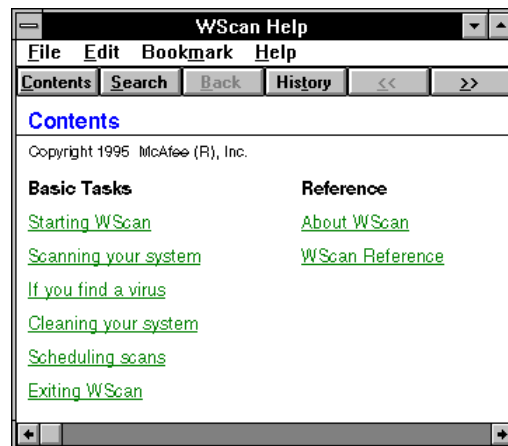 WScan Help
File Edit Bookmark Help
Contents Search Back History << >>
Contents
Copyright 1995 McAfee (R), Inc.
Basic Tasks Reference
Starting WScan About WScan
Scanning your system WScan Reference
If you find a virus
Cleaning your system
Scheduling scans
Exiting WScan